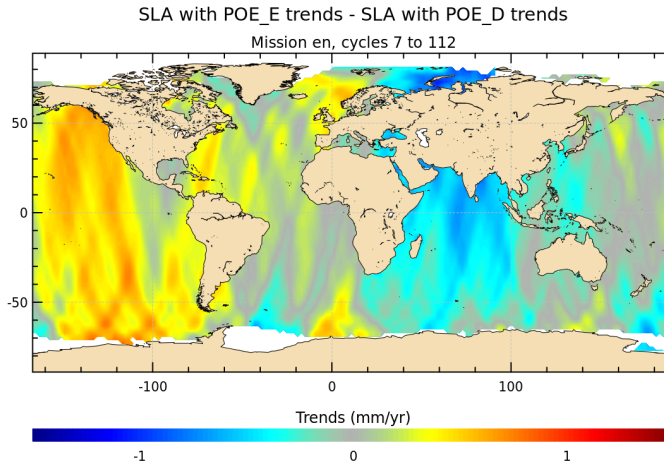 SLA with POE_E trends - SLA with POE_D trends
Mission en, cycles 7 to 112
50
0
-50
-100 0 100
Trends (mm/yr)
-1 0 1